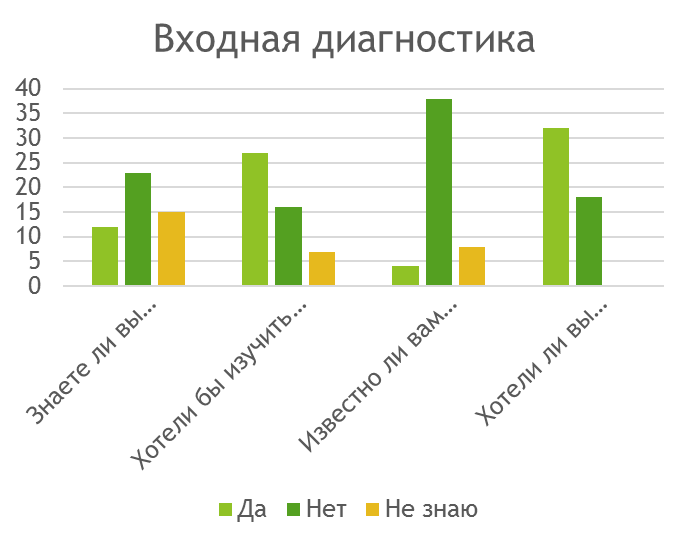 Входная диагностика
40
35
30
25
20
15
10
5
0
Знаете ли вы...
Хотели бы изучить...
Известно ли вам...
Хотели ли вы...
Да Нет Не знаю